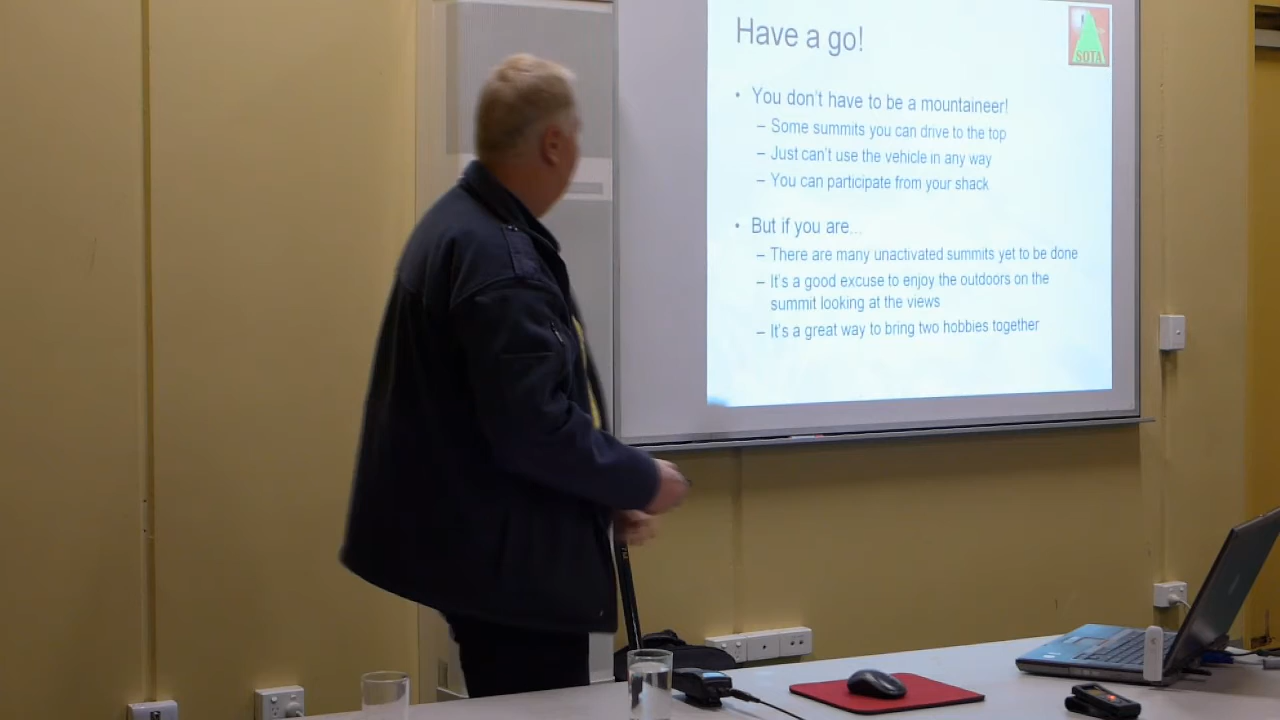 Have a go!
SOTA
• You don't have to be a mountaineer!
– Some summits you can drive to the top
– Just can't use the vehicle in any way
– You can participate from your shack
• But if you are...
– There are many unactivated summits yet to be done
– It's a good excuse to enjoy the outdoors on the
summit looking at the views
– It's a great way to bring two hobbies together